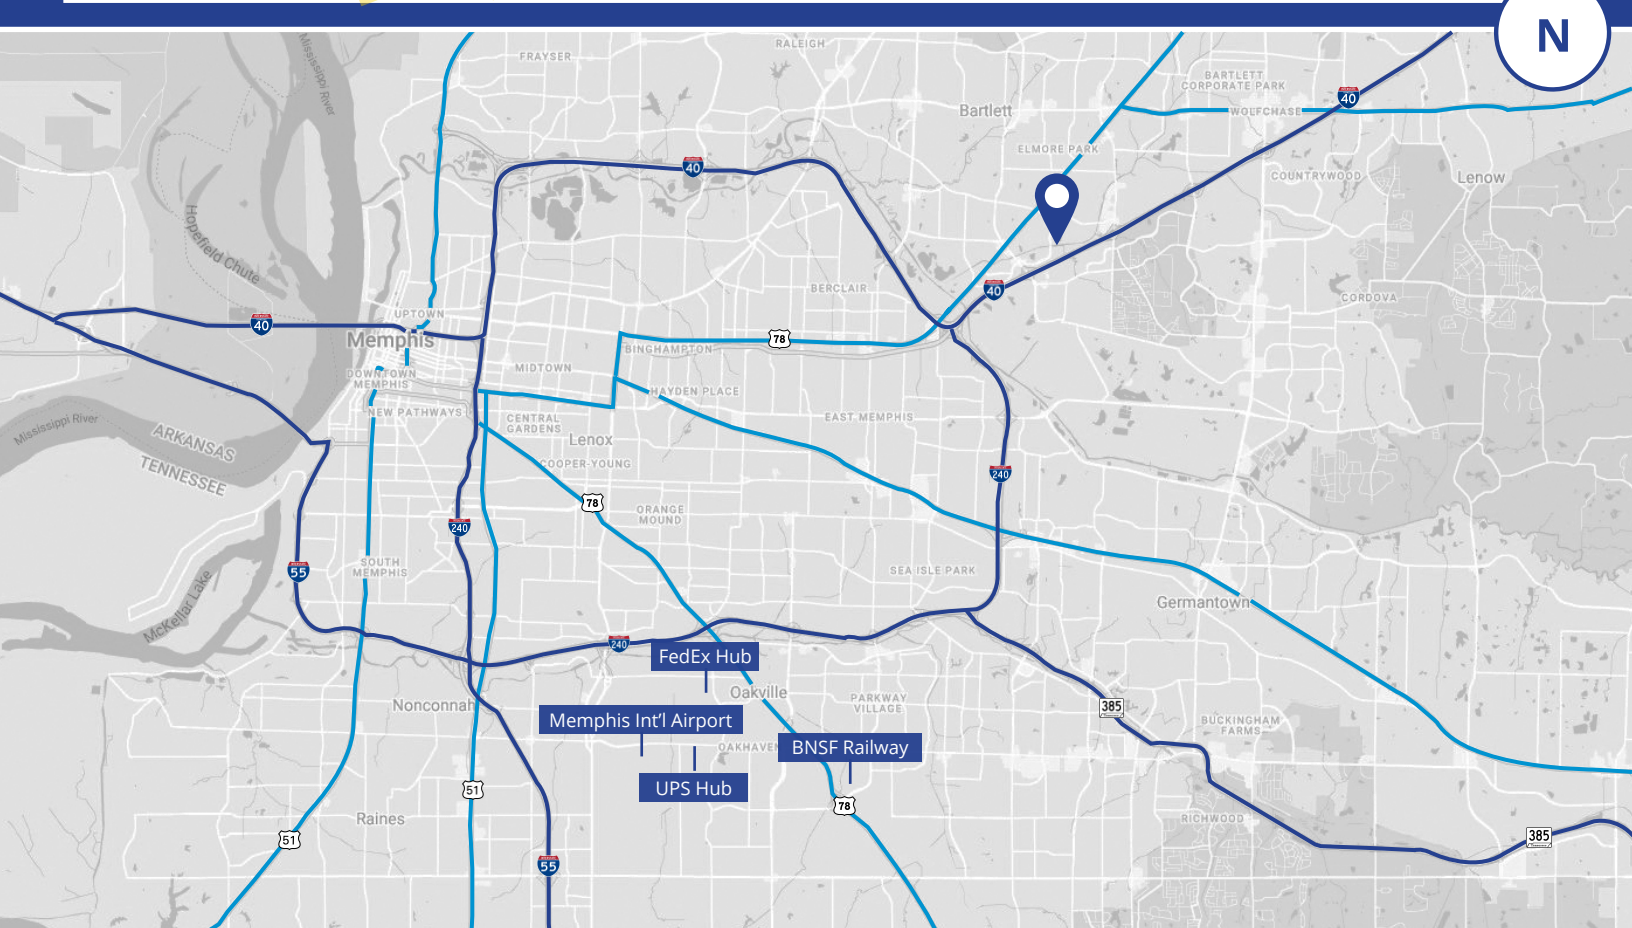 N
Mississippi River
FRAYSER
RALEIGH
BARTLETT
CORPORATE PARK
Bartlett
40
WOLFCHASE
ELMORE PARK
40
COUNTRYWOOD
Lenow
Hopefield Chute
BERCLAIR
40
CORDOVA
UPTOWN
40
Memphis
78
BINGHAMPTON
MIDTOWN
DOWNTOWN
MEMPHIS
HAYDEN PLACE
NEW PATHWAYS
CENTRAL
GARDENS
EAST MEMPHIS
Mississippi River
ARKANSAS
TENNESSEE
Lenox
COOPER-YOUNG
240
78
ORANGE
MOUND
240
SOUTH
MEMPHIS
55
SEA ISLE PARK
McKellar Lake
Germantown
240
FedEx Hub
Oakville
Nonconnah
PARKWAY
VILLAGE
385
Memphis Int'l Airport
BUCKINGHAM
FARMS
OAKHAVEN
BNSF Railway
UPS Hub
51
78
Raines
RICHWOOD
51
385
55